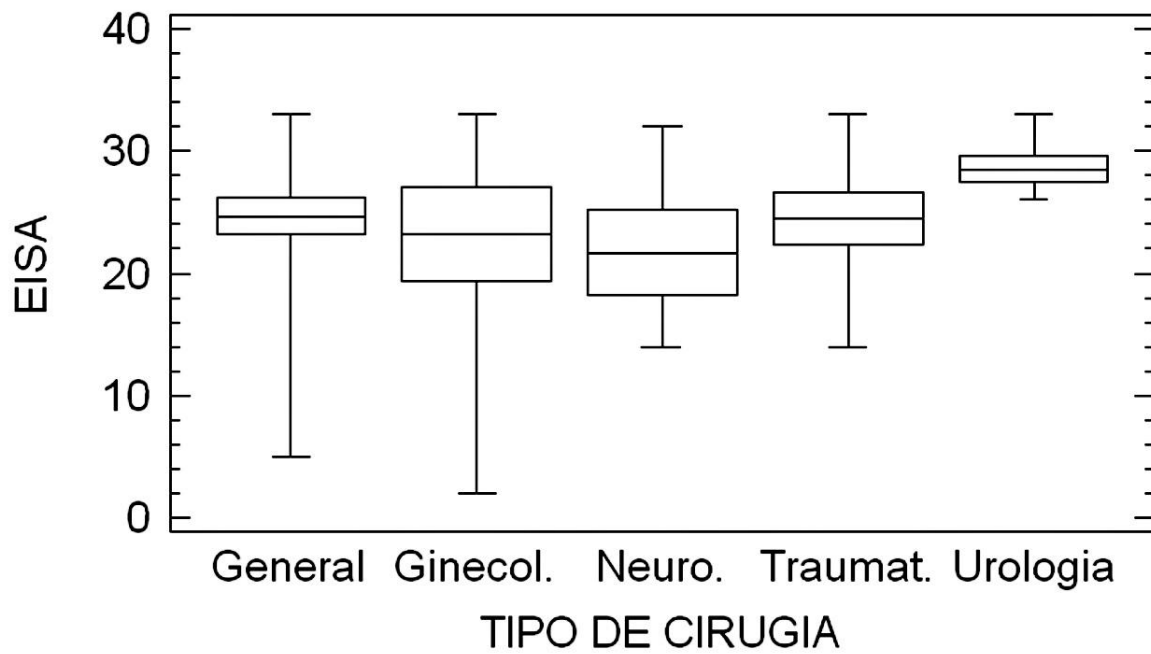 40
30
20
10
0
EISA
General Ginecol. Neuro. Traumat. Urologia
TIPO DE CIRUGIA